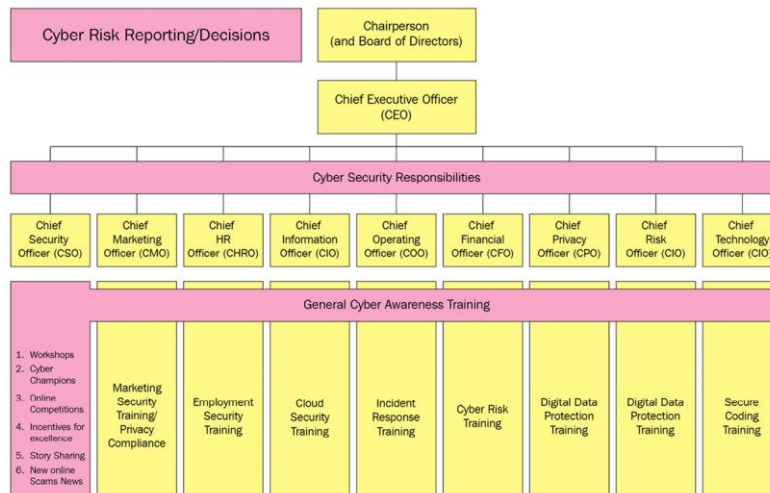 Cyber Risk Reporting/Decisions
Chairperson
(and Board of Directors)
Chief Executive Officer
(CEO)
Cyber Security Responsibilities
Chief
Security
Officer (CSO)
Chief
Marketing
Officer (CMO)
Chief
HR
Officer (CHRO)
Chief
Information
Officer (CIO)
Chief
Operating
Officer (COO)
Chief
Financial
Officer (CFO)
Chief
Privacy
Officer (CPO)
Chief
Risk
Officer (CIO)
Chief
Technology
Officer (CIO)
General Cyber Awareness Training
1. Workshops
2. Cyber
Champions
3. Online
Competitions
4. Incentives for
excellence
5. Story Sharing
6. New online
Scams News
Marketing
Security
Training/
Privacy
Compliance
Employment
Security
Training
Cloud
Security
Training
Incident
Response
Training
Cyber Risk
Training
Digital Data
Protection
Training
Digital Data
Protection
Training
Secure
Coding
Training